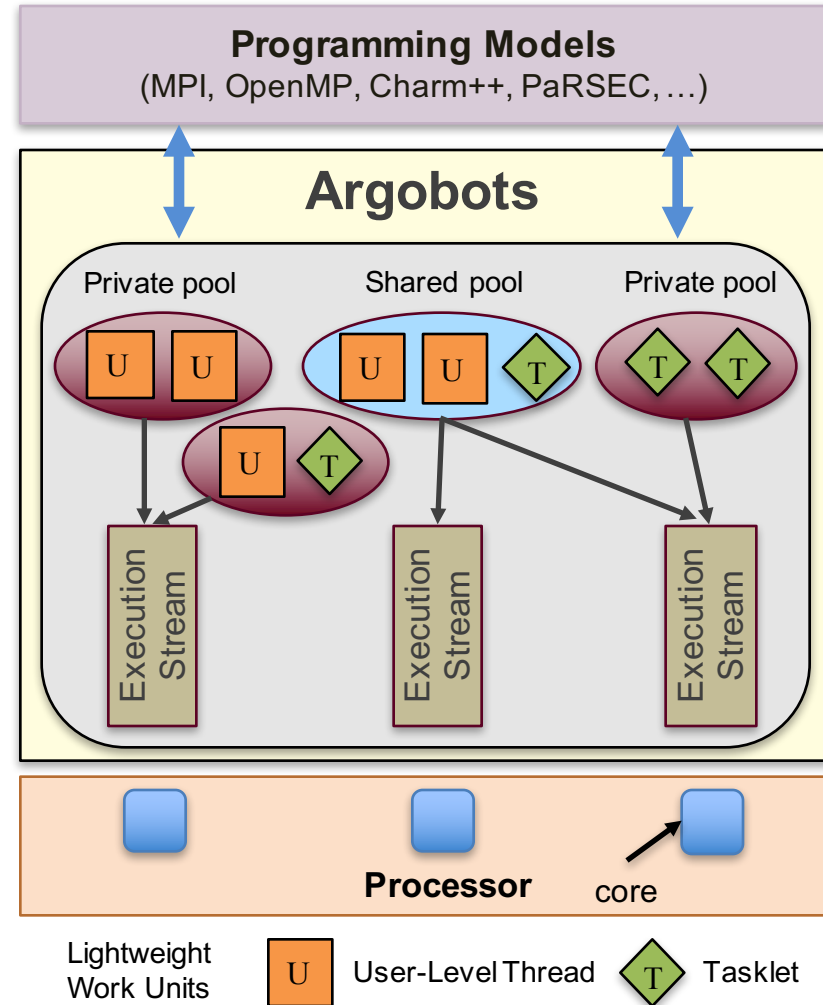 Programming Models
(MPI, OpenMP, Charm++, PaRSEC, ...)
Argobots
Private pool
Shared pool
Private pool
U
U
U
U
T
T
T
U
T
Execution
Stream
Execution
Stream
Execution
Stream
Processor
core
Lightweight
Work Units
U
User-Level Thread
T
Tasklet